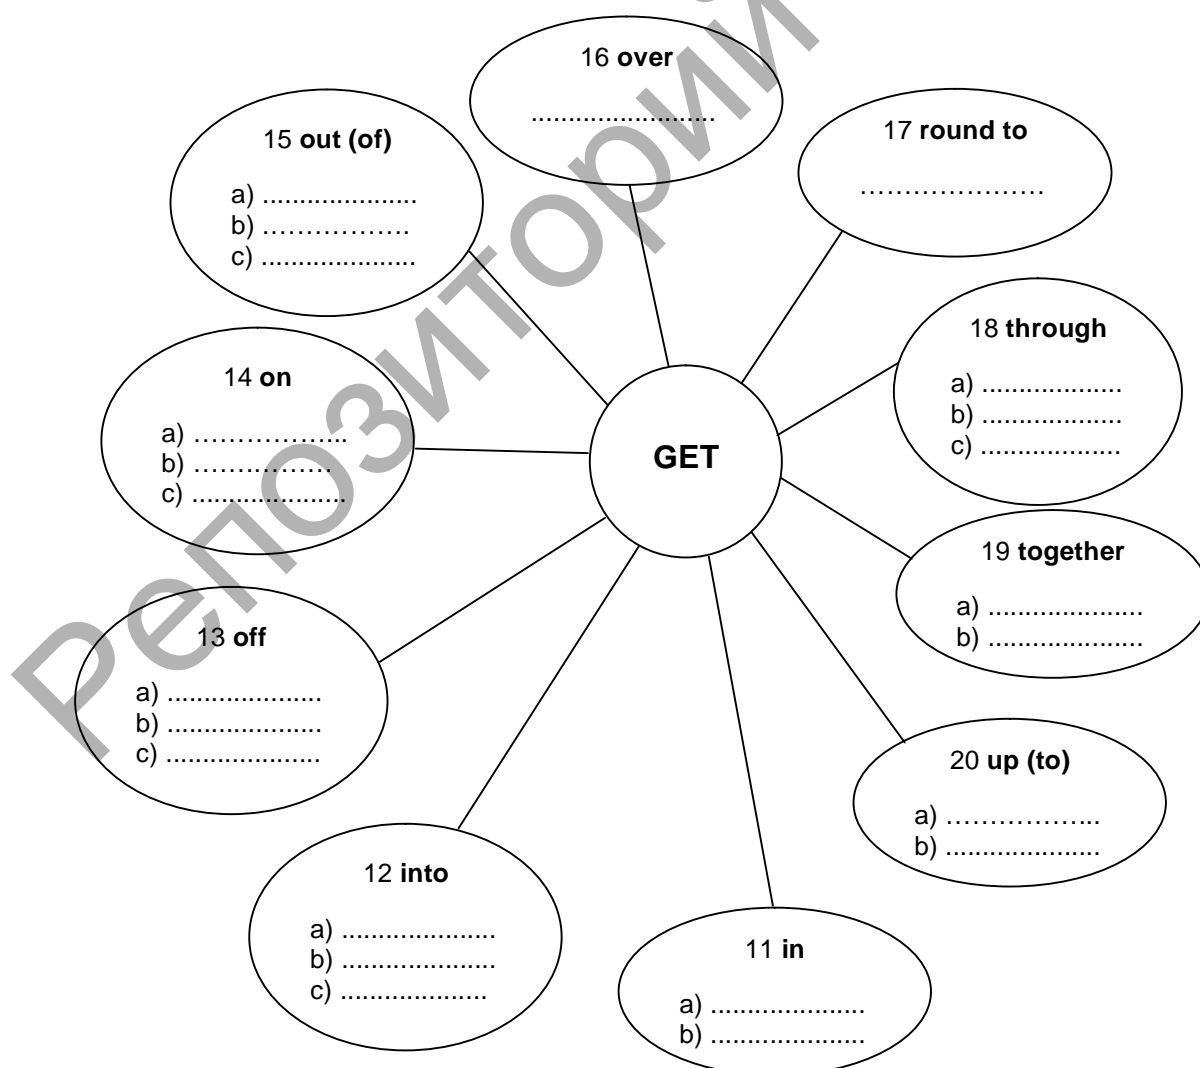 16 over
........................
15 out (of)
a) .....................
b) …………….
c) .....................
17 round to
…………………
18 through
a) ...................
b) ...................
c) ...................
14 on
a) ……………...
b) ……………
c) .....................
GET
19 together
a) .....................
b) .....................
13 off
a) .....................
b) .....................
c) .....................
20 up (to)
a) ……………...
b) .....................
12 into
a) .....................
b) .....................
c) ....................
11 in
a) .....................
b) .....................
Репозиторий